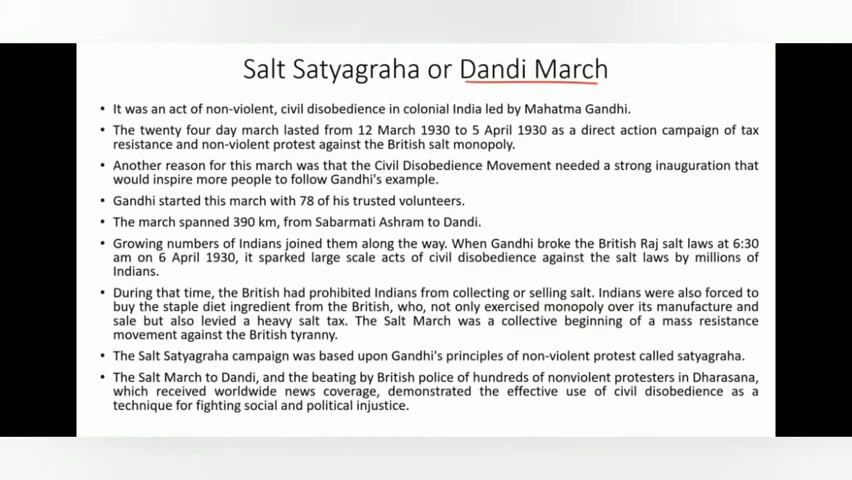 Salt Satyagraha or Dandi March
• It was an act of non-violent, civil disobedience in colonial India led by Mahatma Gandhi.
• The twenty four day march lasted from 12 March 1930 to 5 April 1930 as a direct action campaign of tax
resistance and non-violent protest against the British salt monopoly.
• Another reason for this march was that the Civil Disobedience Movement needed a strong inauguration that
would inspire more people to follow Gandhi's example.
• Gandhi started this march with 78 of his trusted volunteers.
• The march spanned 390 km, from Sabarmati Ashram to Dandi.
• Growing numbers of Indians joined them along the way. When Gandhi broke the British Raj salt laws at 6:30
am on 6 April 1930, it sparked large scale acts of civil disobedience against the salt laws by millions of
Indians.
• During that time, the British had prohibited Indians from collecting or selling salt. Indians were also forced to
buy the staple diet ingredient from the British, who, not only exercised monopoly over its manufacture and
sale but also levied a heavy salt tax. The Salt March was a collective beginning of a mass resistance
movement against the British tyranny.
• The Salt Satyagraha campaign was based upon Gandhi's principles of non-violent protest called satyagraha.
• The Salt March to Dandi, and the beating by British police of hundreds of nonviolent protesters in Dharasana,
which received worldwide news coverage, demonstrated the effective use of civil disobedience as a
technique for fighting social and political injustice.